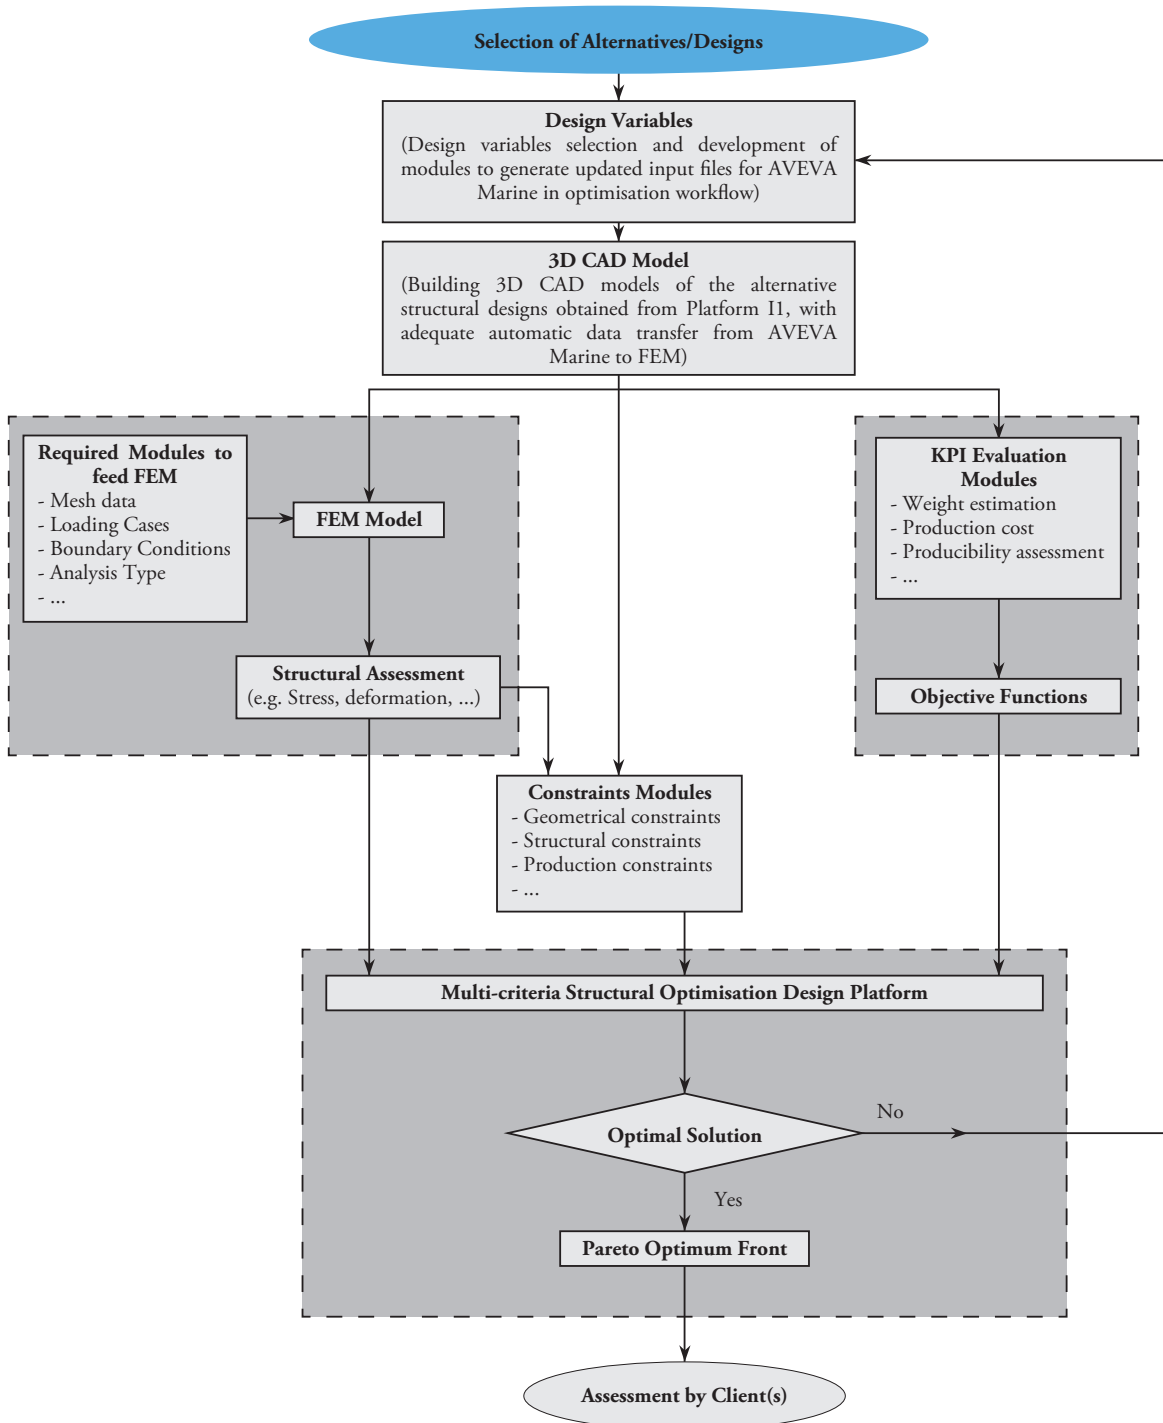 Selection of Alternatives/Designs
Design Variables
(Design variables selection and development of
modules to generate updated input files for AVEVA
Marine in optimisation workflow)
3D CAD Model
(Building 3D CAD models of the alternative
structural designs obtained from Platform I1, with
adequate automatic data transfer from AVEVA
Marine to FEM)
Required Modules to
feed FEM
- Mesh data
- Loading Cases
- Boundary Conditions
- Analysis Type
- ...
FEM Model
Structural Assessment
(e.g. Stress, deformation, ...)
KPI Evaluation
Modules
- Weight estimation
- Production cost
- Producibility assessment
- ...
Objective Functions
Constraints Modules
- Geometrical constraints
- Structural constraints
- Production constraints
- ...
Multi-criteria Structural Optimisation Design Platform
Optimal Solution
No
Yes
Pareto Optimum Front
Assessment by Client(s)